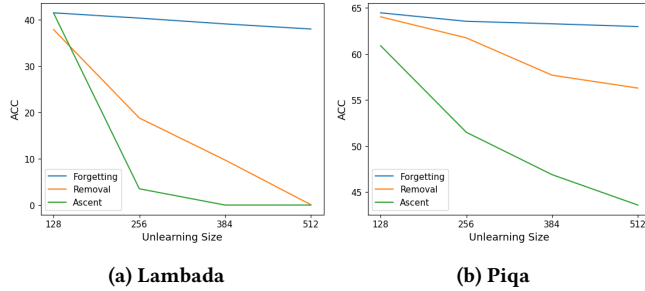 ACC
40
30
20
10
0
Forgetting
Removal
Ascent
128 256 384 512
Unlearning Size
(a) Lambada
ACC
65
60
55
50
45
Forgetting
Removal
Ascent
128 256 384 512
Unlearning Size
(b) Piqa